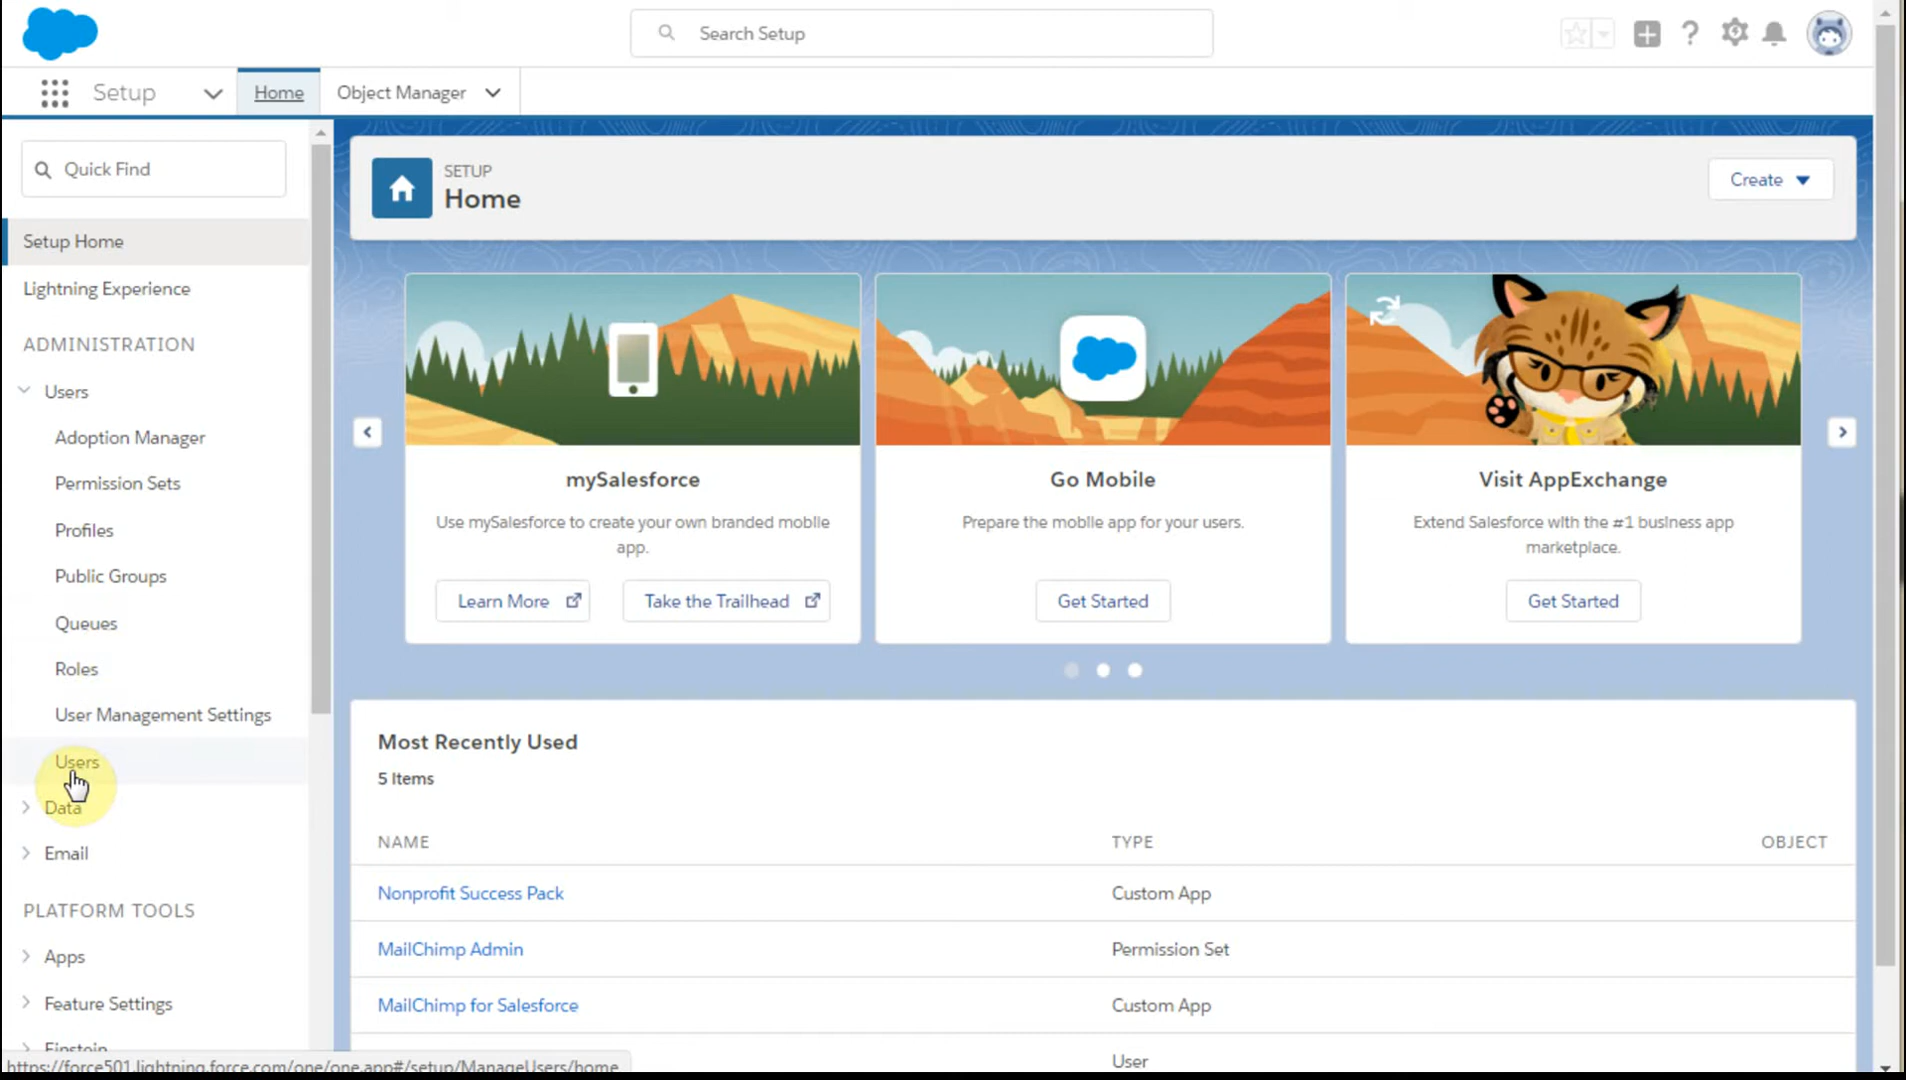 Search Setup
Setup
Home
Object Manager
Quick Find
Setup Home
Lightning Experience
ADMINISTRATION
Users
Adoption Manager
Permission Sets
Profiles
Public Groups
Queues
Roles
User Management Settings
Users
Data
Email
PLATFORM TOOLS
Apps
Feature Settings
Einstein
https://force501.lightning.force.com/one/one.app#/setup/ManageUsers/home
SETUP
Home
Create
mySalesforce
Use mySalesforce to create your own branded mobile
app.
Learn More
Take the Trailhead
Go Mobile
Prepare the mobile app for your users.
Get Started
Visit AppExchange
Extend Salesforce with the #1 business app
marketplace.
Get Started
Most Recently Used
5 Items
NAME TYPE OBJECT
Nonprofit Success Pack Custom App
MailChimp Admin Permission Set
MailChimp for Salesforce Custom App
User